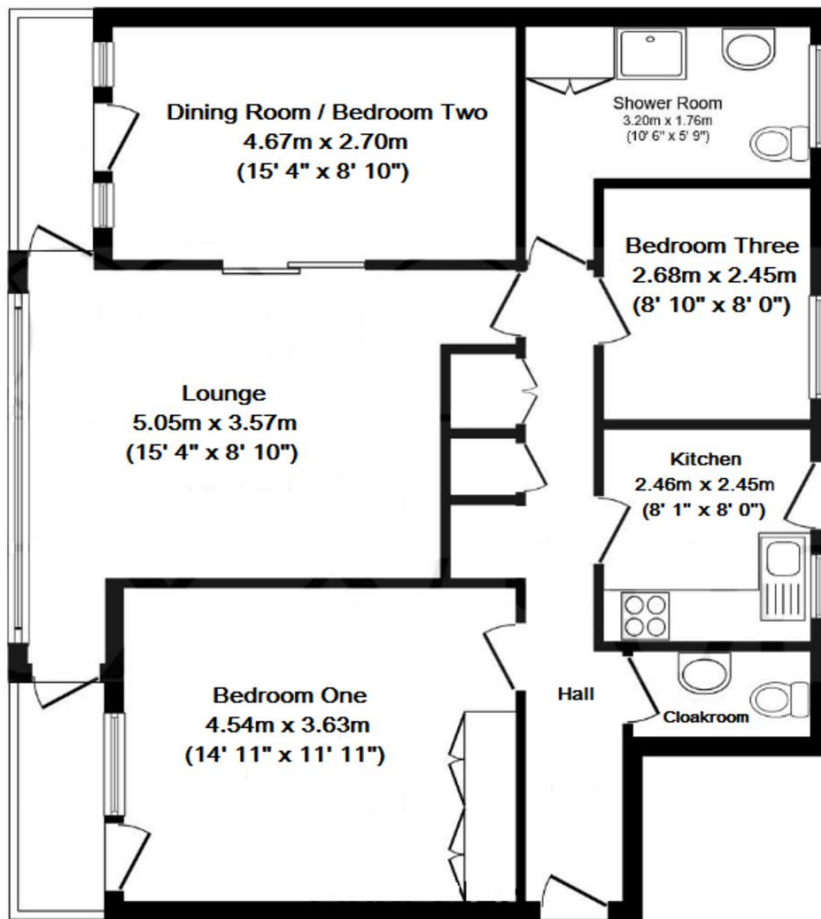 Dining Room / Bedroom Two
4.67m x 2.70m
(15' 4" x 8' 10")
Shower Room
3.20m x 1.76m
(10' 6" x 5' 9")
Bedroom Three
2.68m x 2.45m
(8' 10" x 8' 0")
Lounge
5.05m x 3.57m
(15' 4" x 8' 10")
Kitchen
2.46m x 2.45m
(8' 1" x 8' 0")
Bedroom One
4.54m x 3.63m
(14' 11" x 11' 11")
Hall
Cloakroom